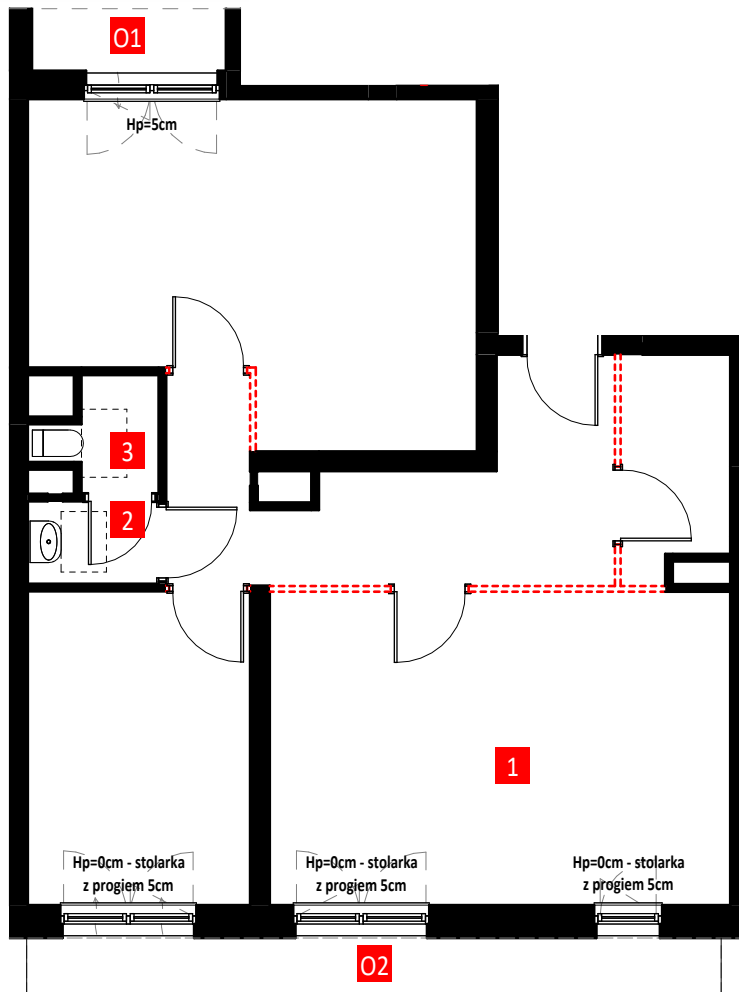 O1
Hp=5cm
3
2
1
Hp=0cm - stolarka
z progiem 5cm
Hp=0cm - stolarka
z progiem 5cm
Hp=0cm - stolarka
z progiem 5cm
O2